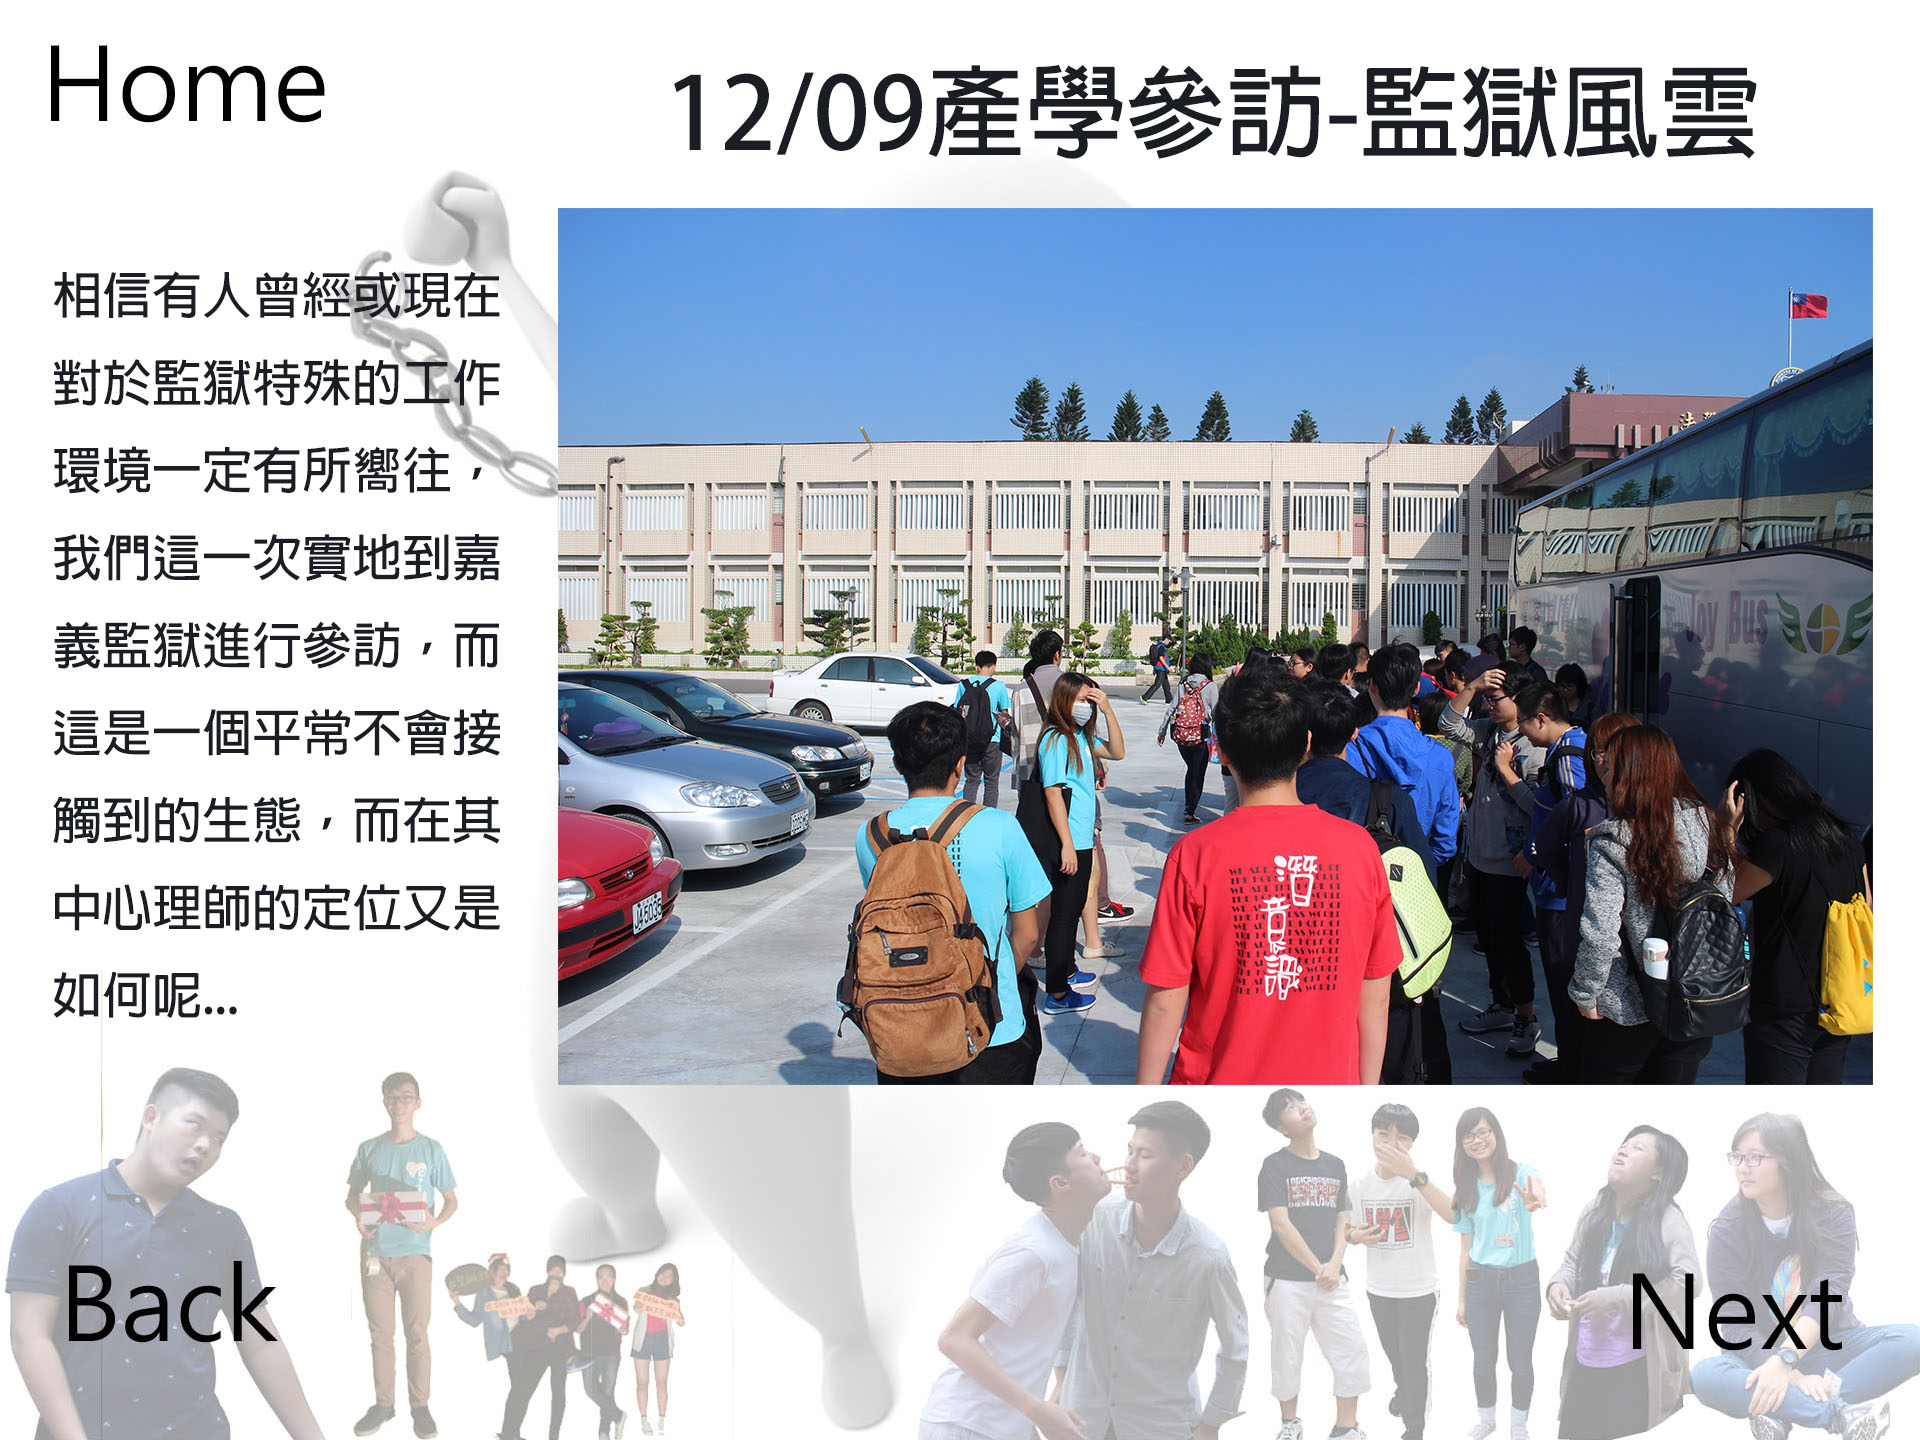 Home
12/09產學參訪-監獄風雲
相信有人曾經或現在
對於監獄特殊的工作
環境一定有所嚮往，
我們這一次實地到嘉
義監獄進行參訪，而
這是一個平常不會接
觸到的生態，而在其
中心理師的定位又是
如何呢...
Joy Bus
潛意識
Back
Next